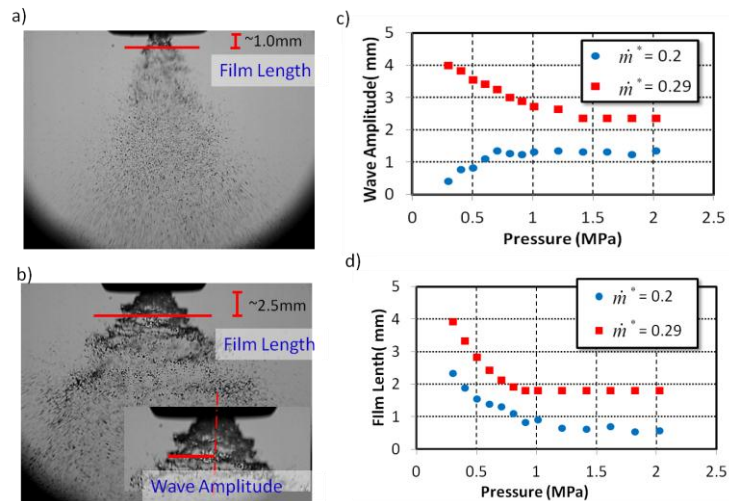 a)
~1.0mm
Film Length
b)
~2.5mm
Film Length
Wave Amplitude
c)
5
4
3
2
1
0
Wave Amplitude( mm)
ṁ* = 0.2
ṁ* = 0.29
0 0.5 1 1.5 2 2.5
Pressure (MPa)
d)
5
4
3
2
1
0
FIlm Lenth( mm)
ṁ* = 0.2
ṁ* = 0.29
0 0.5 1 1.5 2 2.5
Pressure (MPa)